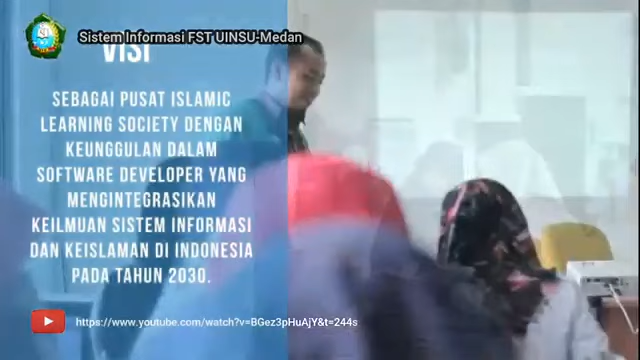 Sistem Informasi FST UINSU-Medan
VISI
SEBAGAI PUSAT ISLAMIC
LEARNING SOCIETY DENGAN
KEUNGGULAN DALAM
SOFTWARE DEVELOPER YANG
MENGINTEGRASIKAN
KEILMUAN SISTEM INFORMASI
DAN KEISLAMAN DI INDONESIA
PADA TAHUN 2030.
https://www.youtube.com/watch?v=BGez3pHuAjY&t=244s